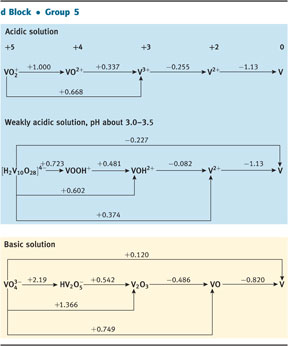 d Block • Group 5
Acidic solution
+5 +4 +3 +2 0
VO₂⁺ +1.000 VO²⁺ +0.337 V³⁺ -0.255 V²⁺ -1.13 V
+0.668
Weakly acidic solution, pH about 3.0–3.5
-0.227
[H₂V₁₀O₂₈]⁴⁻ +0.723 VOOH⁺ +0.481 VOH²⁺ -0.082 V²⁺ -1.13 V
+0.602
+0.374
Basic solution
+0.120
VO₄³⁻ +2.19 HV₂O₅⁻ +0.542 V₂O₃ -0.486 VO -0.820 V
+1.366
+0.749